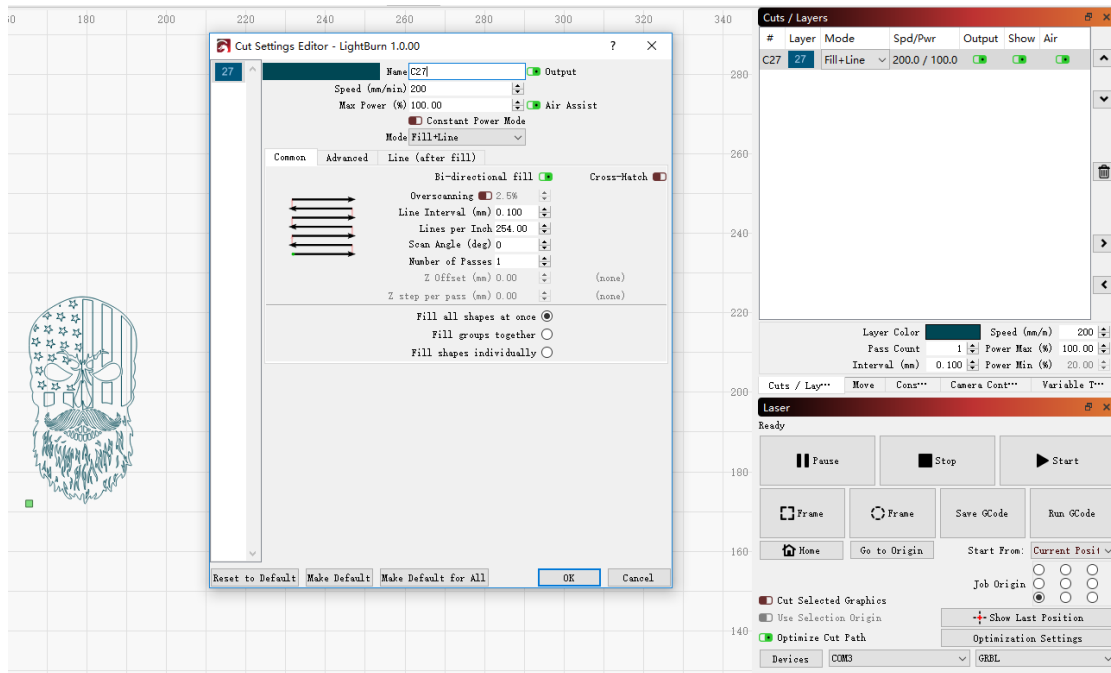 60 180 200 220 240 260 280 300 320 340
280
260
240
220
200
180
160
140
Cut Settings Editor - LightBurn 1.0.00 ? ×
27
Name C27 Output
Speed (mm/min) 200
Max Power (%) 100.00 Air Assist
Constant Power Mode
Mode Fill+Line
Common Advanced Line (after fill)
Bi-directional fill Cross-Hatch
Overscanning 2.5%
Line Interval (mm) 0.100
Lines per Inch 254.00
Scan Angle (deg) 0
Number of Passes 1
Z Offset (mm) 0.00 (none)
Z step per pass (mm) 0.00 (none)
Fill all shapes at once
Fill groups together
Fill shapes individually
Reset to Default Make Default Make Default for All OK Cancel
Cuts / Layers
# Layer Mode Spd/Pwr Output Show Air
C27 27 Fill+Line 200.0 / 100.0
Layer Color Speed (mm/m) 200
Pass Count 1 Power Max (%) 100.00
Interval (mm) 0.100 Power Min (%) 20.00
Cuts / Lay··· Move Cons··· Camera Cont··· Variable T···
Laser
Ready
Pause Stop Start
Frame Frame Save GCode Run GCode
Home Go to Origin Start From: Current Posit
Job Origin
Cut Selected Graphics
Use Selection Origin Show Last Position
Optimize Cut Path Optimization Settings
Devices COM3 GRBL